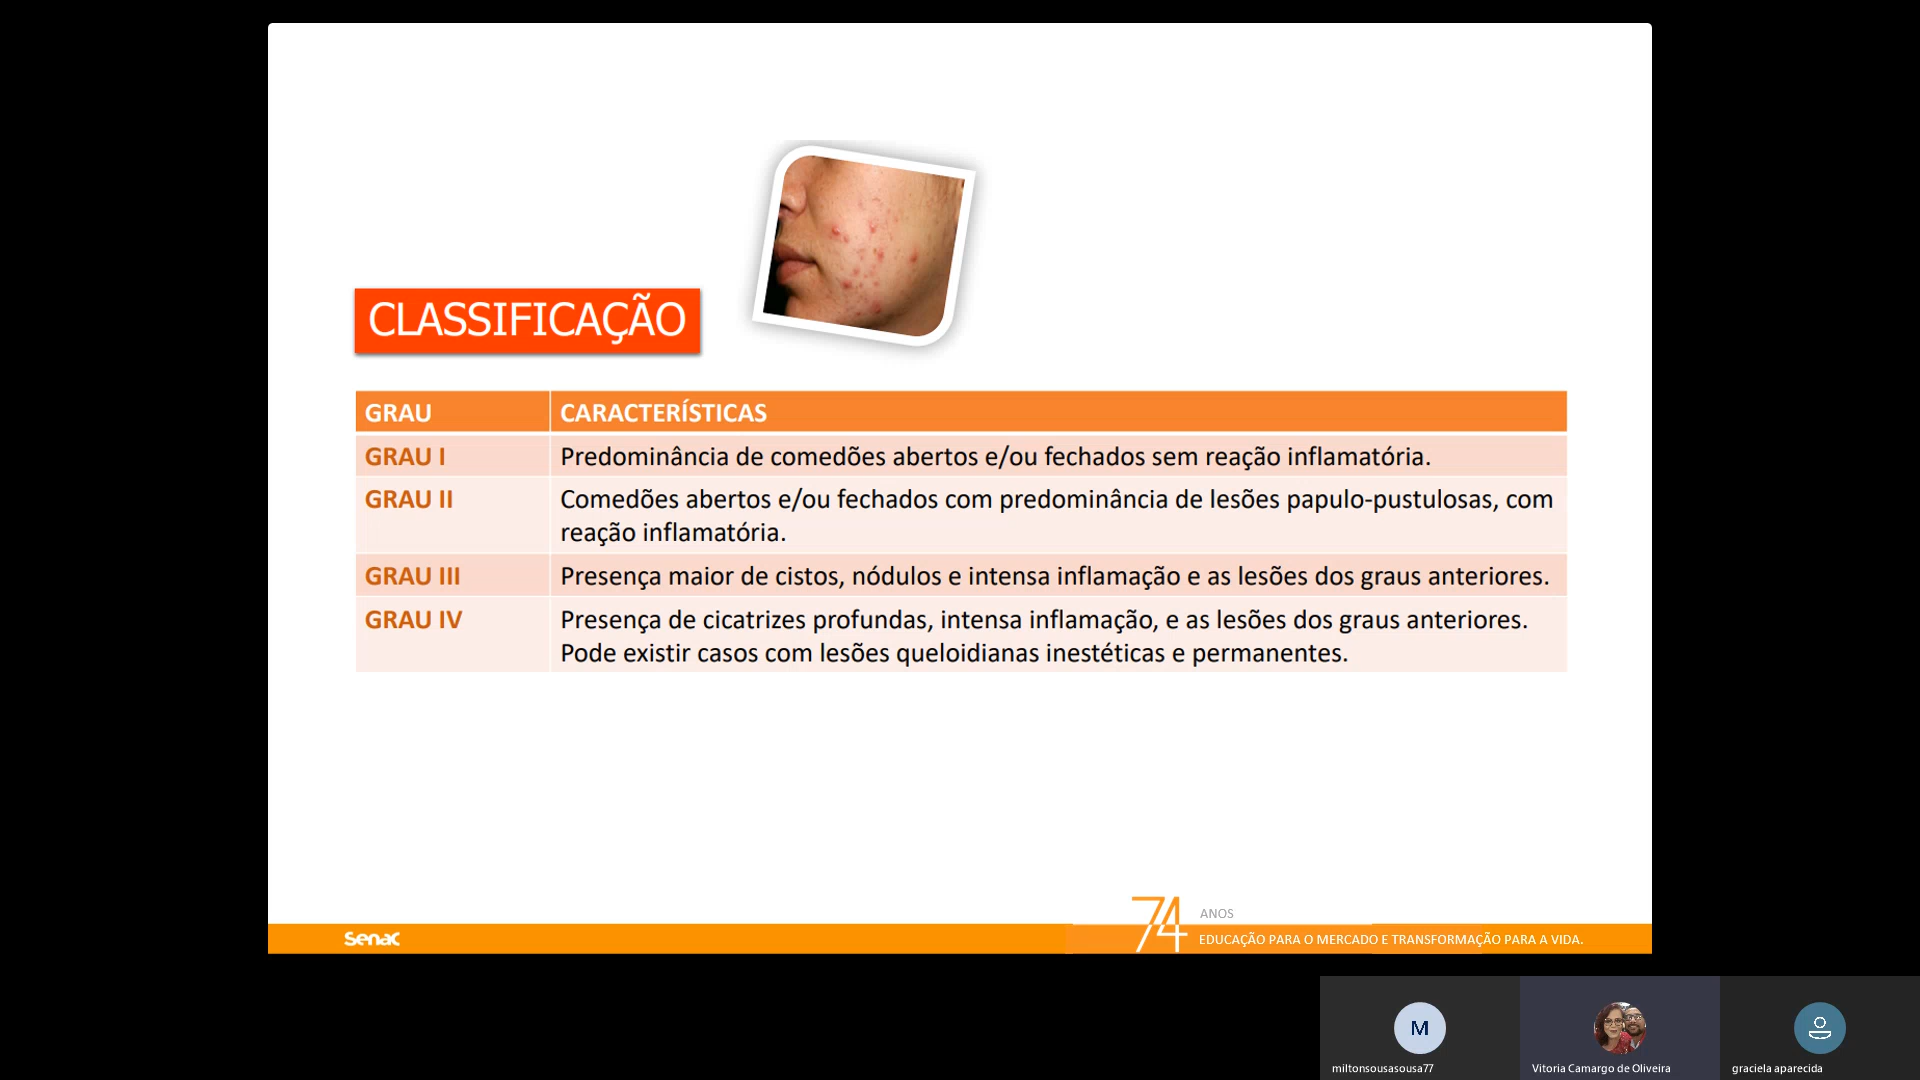 CLASSIFICAÇÃO
GRAU CARACTERÍSTICAS
GRAU I Predominância de comedões abertos e/ou fechados sem reação inflamatória.
GRAU II Comedões abertos e/ou fechados com predominância de lesões papulo-pustulosas, com
reação inflamatória.
GRAU III Presença maior de cistos, nódulos e intensa inflamação e as lesões dos graus anteriores.
GRAU IV Presença de cicatrizes profundas, intensa inflamação, e as lesões dos graus anteriores.
Pode existir casos com lesões queloidianas inestéticas e permanentes.
74 ANOS
senac
EDUCAÇÃO PARA O MERCADO E TRANSFORMAÇÃO PARA A VIDA.
M
miltonsousasousa77
Vitoria Camargo de Oliveira
graciela aparecida